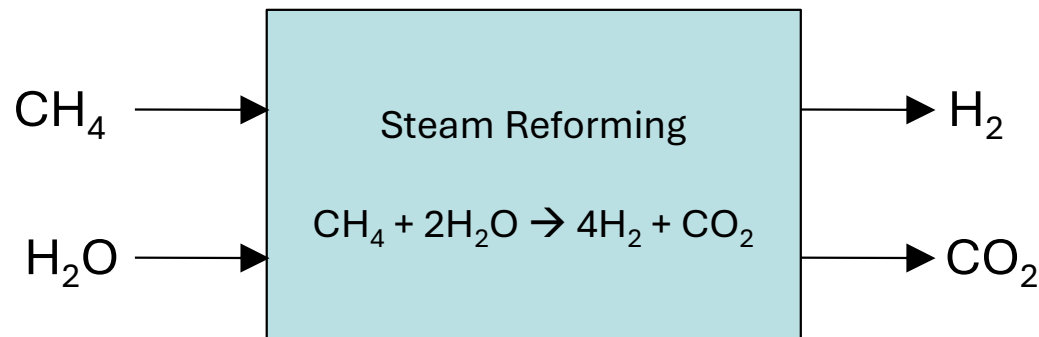 CH₄
H₂
Steam Reforming
CH₄ + 2H₂O → 4H₂ + CO₂
H₂O
CO₂